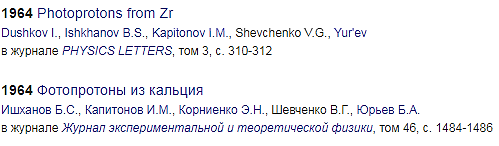 1964 Photoprotons from Zr
Dushkov I., Ishkhanov B.S., Kapitonov I.M., Shevchenko V.G., Yur'ev
в журнале PHYSICS LETTERS, том 3, с. 310-312
1964 Фотопротоны из кальция
Ишханов Б.С., Капитонов И.М., Корниенко Э.Н., Шевченко В.Г., Юрьев Б.А.
в журнале Журнал экспериментальной и теоретической физики, том 46, с. 1484-1486